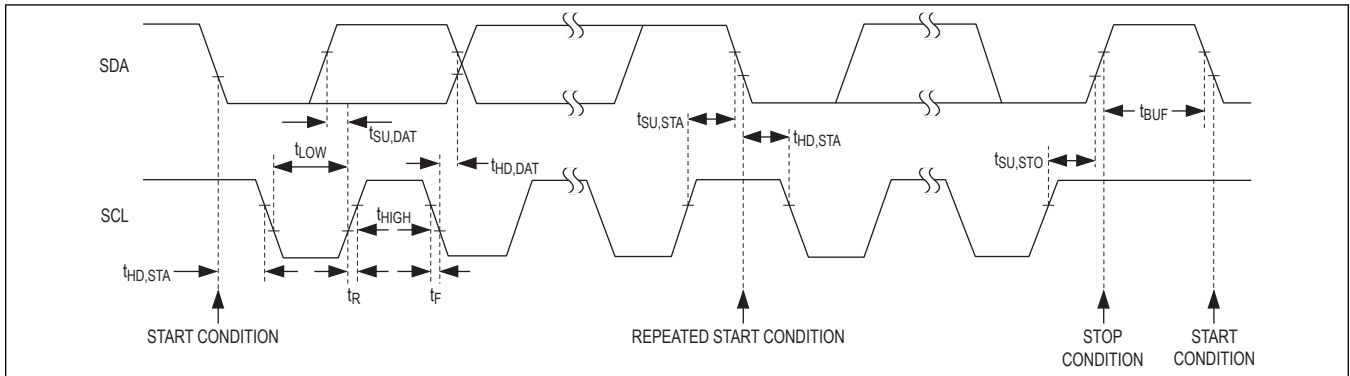 SDA
tSU,STA
tBUF
tSU,DAT
tHD,STA
tLOW
tSU,STO
tHD,DAT
SCL
tHIGH
tHD,STA
tR
tF
START CONDITION
REPEATED START CONDITION
STOP
CONDITION
START
CONDITION